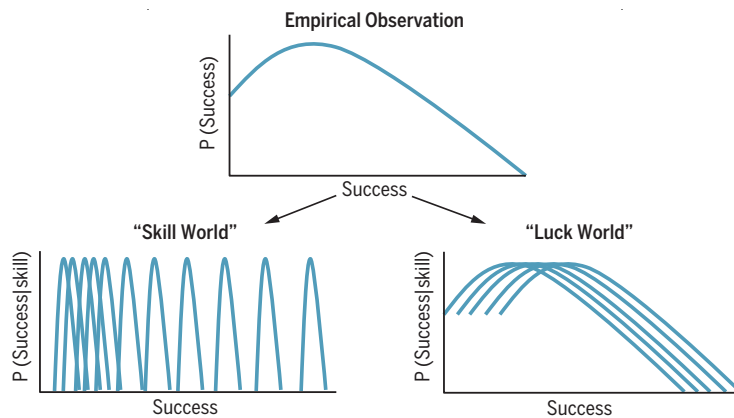 Empirical Observation
P (Success)
Success
“Skill World”
P (Success|skill)
Success
“Luck World”
P (Success|skill)
Success